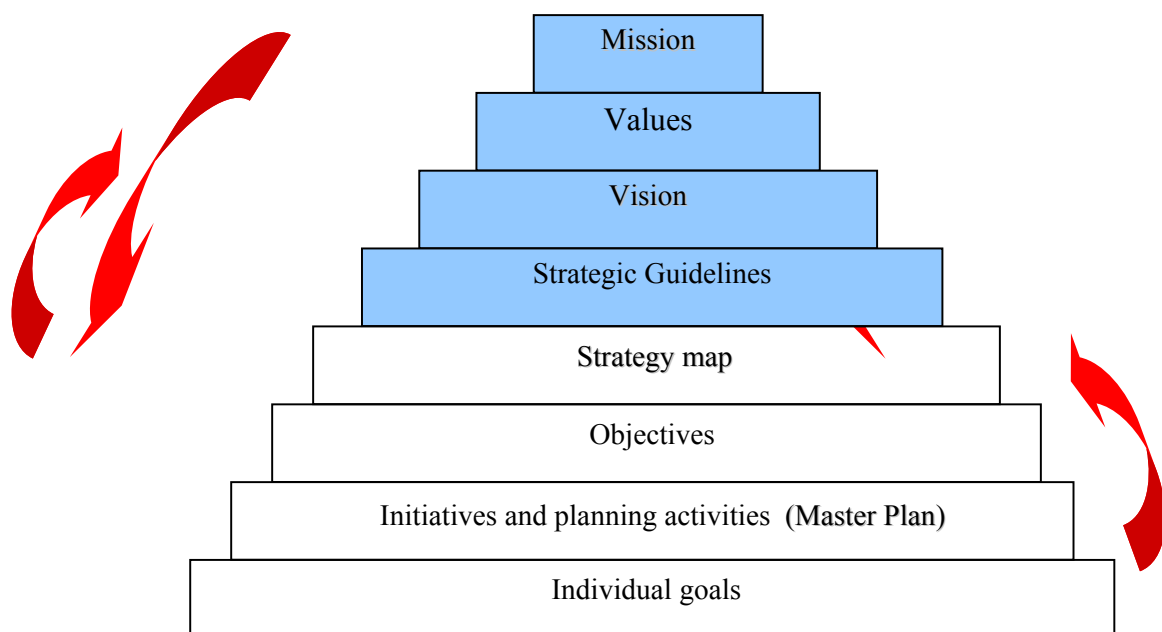 Mission
Values
Vision
Strategic Guidelines
Strategy map
Objectives
Initiatives and planning activities (Master Plan)
Individual goals